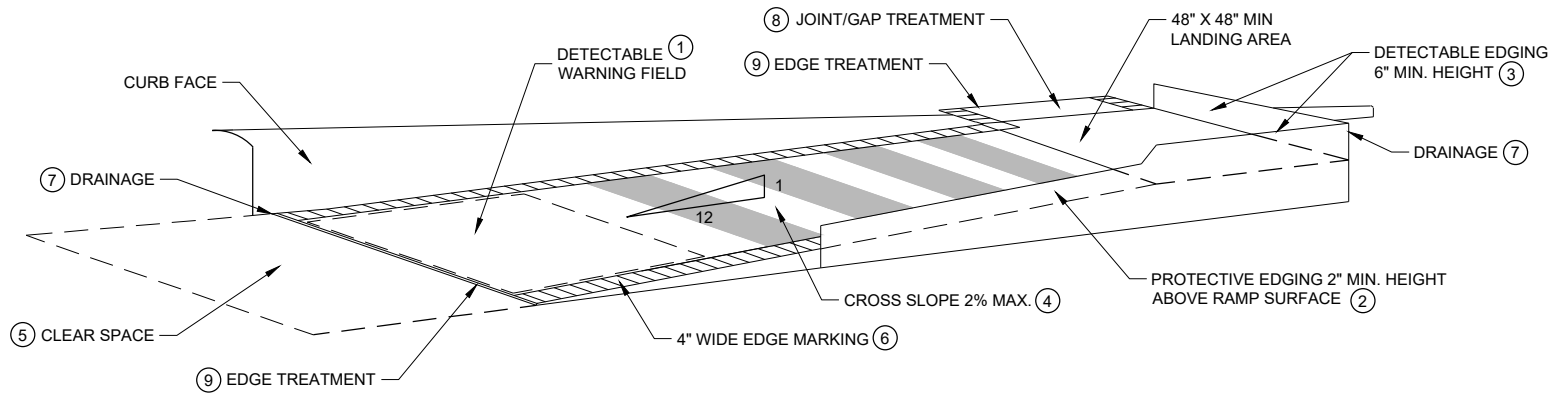 ⑧ JOINT/GAP TREATMENT
48" X 48" MIN
LANDING AREA
DETECTABLE ①
WARNING FIELD
⑨ EDGE TREATMENT
DETECTABLE EDGING
6" MIN. HEIGHT ③
CURB FACE
DRAINAGE ⑦
⑦ DRAINAGE
1
12
PROTECTIVE EDGING 2" MIN. HEIGHT
ABOVE RAMP SURFACE ②
CROSS SLOPE 2% MAX. ④
⑤ CLEAR SPACE
4" WIDE EDGE MARKING ⑥
⑨ EDGE TREATMENT